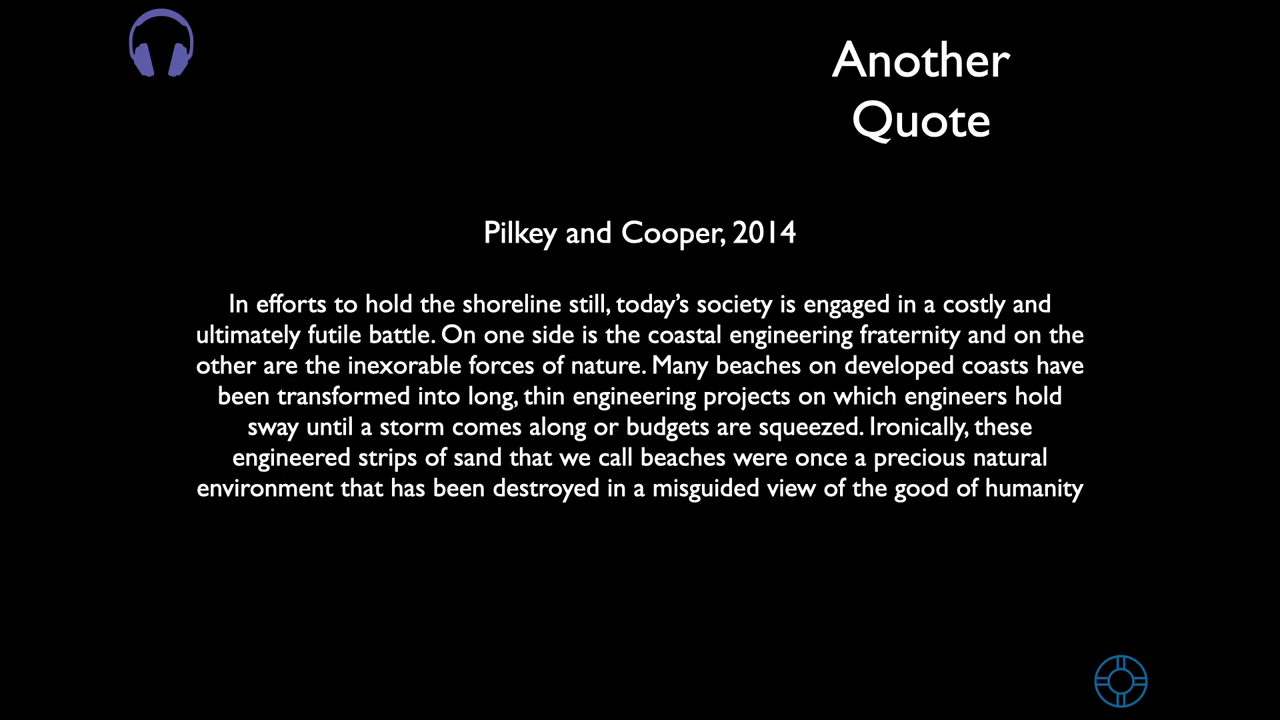 Another
Quote
Pilkey and Cooper, 2014
In efforts to hold the shoreline still, today's society is engaged in a costly and
ultimately futile battle. On one side is the coastal engineering fraternity and on the
other are the inexorable forces of nature. Many beaches on developed coasts have
been transformed into long, thin engineering projects on which engineers hold
sway until a storm comes along or budgets are squeezed. Ironically, these
engineered strips of sand that we call beaches were once a precious natural
environment that has been destroyed in a misguided view of the good of humanity